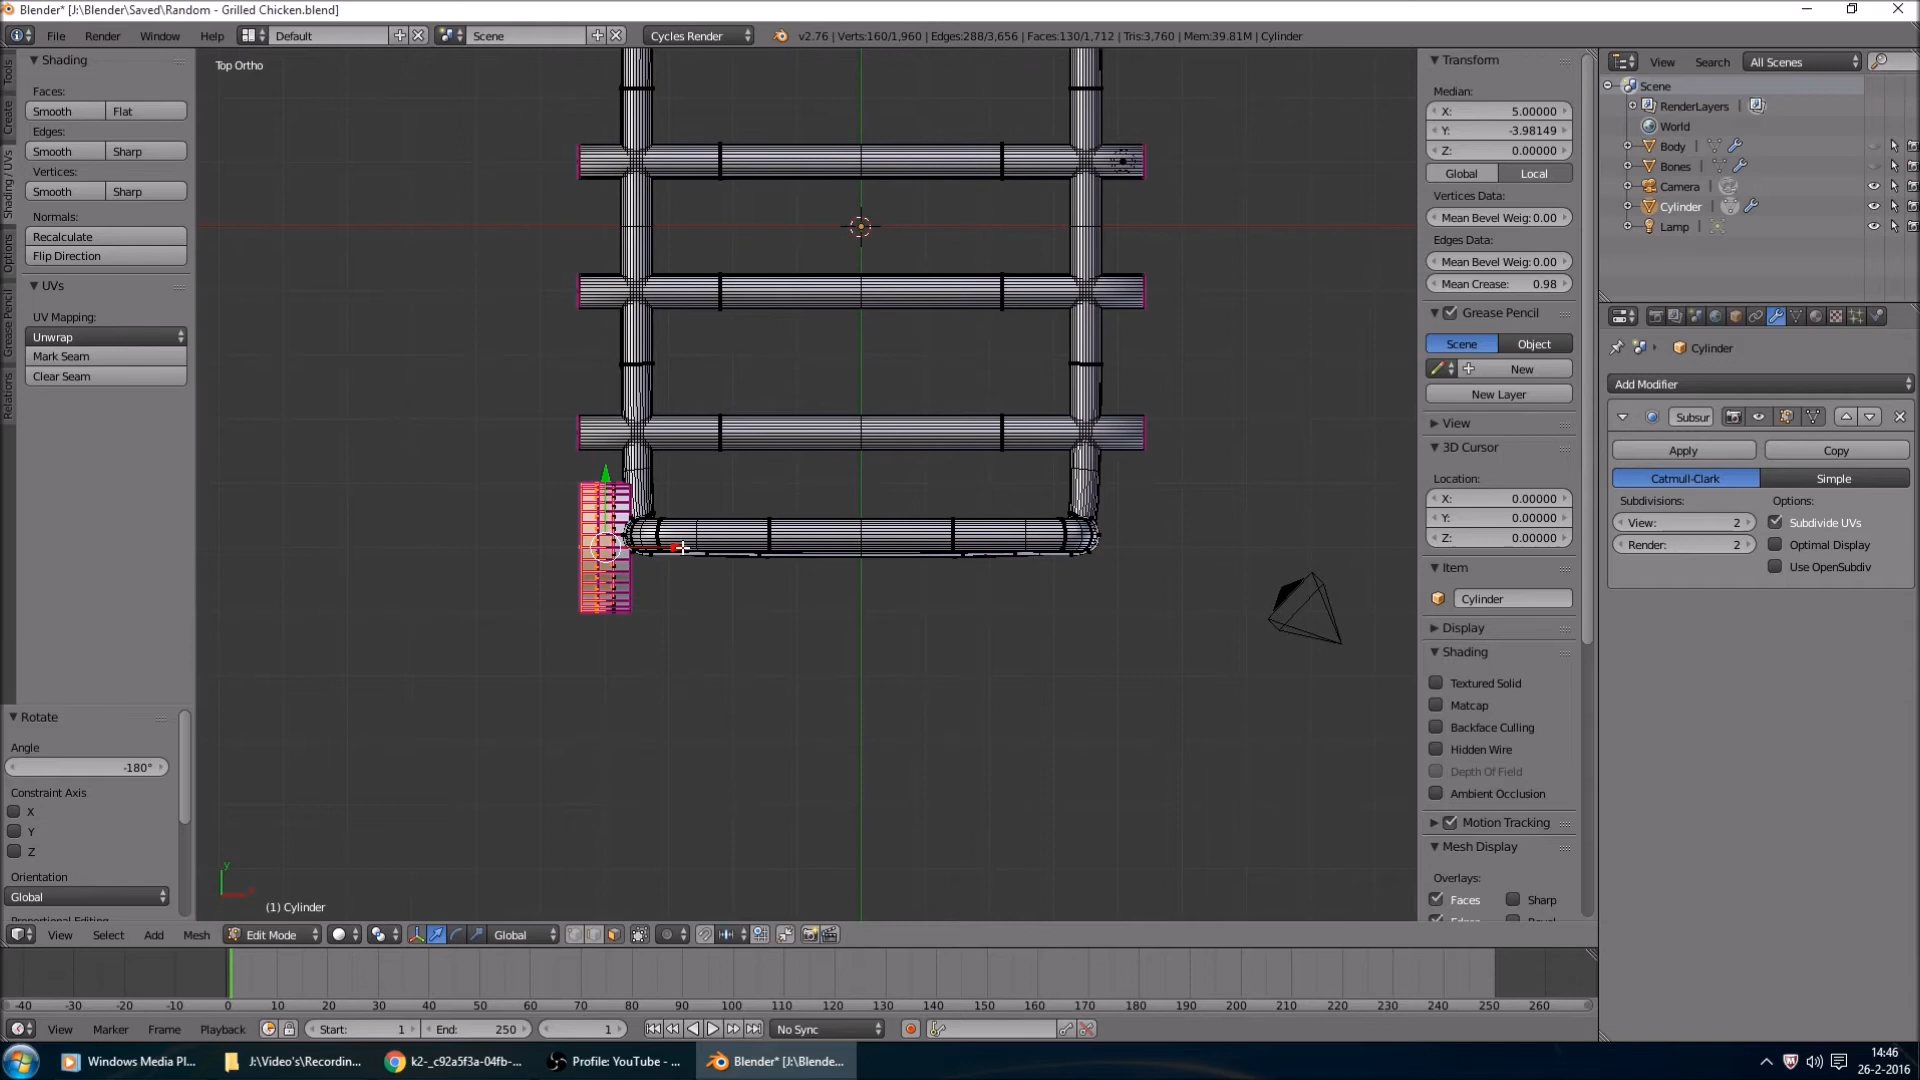 Blender* [J:\Blender\Saved\Random - Grilled Chicken.blend]
File Render Window Help Default Scene Cycles Render v2.76 | Verts:160/1,960 | Edges:288/3,656 | Faces:130/1,712 | Tris:3,760 | Mem:39.81M | Cylinder
Tools
Create
Shading / UVs
Options
Grease Pencil
Relations
Shading
Faces:
Smooth Flat
Edges:
Smooth Sharp
Vertices:
Smooth Sharp
Normals:
Recalculate
Flip Direction
UVs
UV Mapping:
Unwrap
Mark Seam
Clear Seam
Rotate
Angle
-180°
Constraint Axis
X
Y
Z
Orientation
Global
Proportional Editing
Top Ortho
y
(1) Cylinder
Transform
Median:
X: 5.00000
Y: -3.98149
Z: 0.00000
Global Local
Vertices Data:
Mean Bevel Weig: 0.00
Edges Data:
Mean Bevel Weig: 0.00
Mean Crease: 0.98
Grease Pencil
Scene Object
New
New Layer
View
3D Cursor
Location:
X: 0.00000
Y: 0.00000
Z: 0.00000
Item
Cylinder
Display
Shading
Textured Solid
Matcap
Backface Culling
Hidden Wire
Depth Of Field
Ambient Occlusion
Motion Tracking
Mesh Display
Overlays:
Faces Sharp
View Search All Scenes
Scene
RenderLayers
World
Body
Bones
Camera
Cylinder
Lamp
Cylinder
Add Modifier
Subsur
Apply Copy
Catmull-Clark Simple
Subdivisions: Options:
View: 2 Subdivide UVs
Render: 2 Optimal Display
Use OpenSubdiv
View Select Add Mesh Edit Mode Global
-40 -30 -20 -10 0 10 20 30 40 50 60 70 80 90 100 110 120 130 140 150 160 170 180 190 200 210 220 230 240 250 260
View Marker Frame Playback Start: 1 End: 250 1 No Sync
Windows Media Pl... J:\Video's\Recordin... k2-_c92a5f3a-04fb-... Profile: YouTube - ... Blender* [J:\Blende...
14:46
26-2-2016